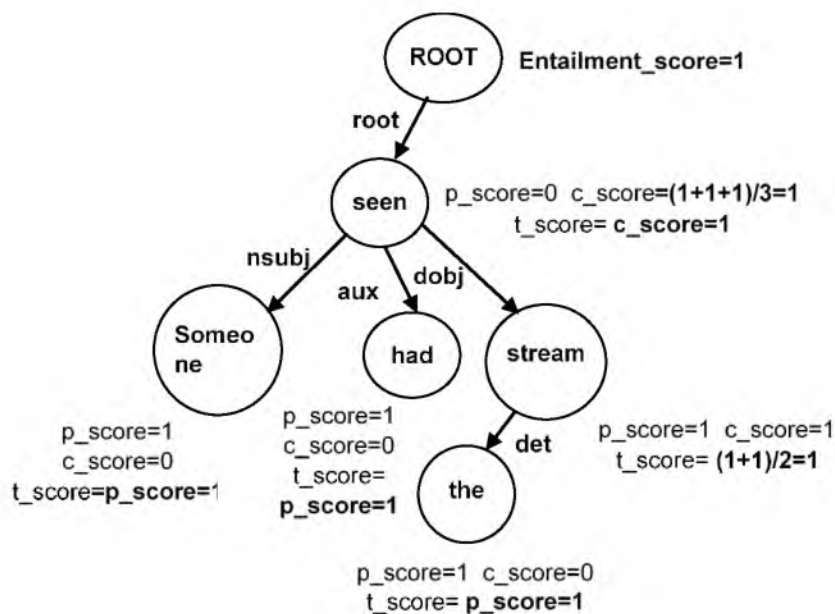 ROOT
Entailment_score=1
root
seen
p_score=0 c_score=(1+1+1)/3=1
t_score= c_score=1
nsubj
aux
dobj
Someo
ne
had
stream
p_score=1
c_score=0
t_score=p_score=1
p_score=1
c_score=0
t_score=
p_score=1
det
p_score=1 c_score=1
t_score= (1+1)/2=1
the
p_score=1 c_score=0
t_score= p_score=1